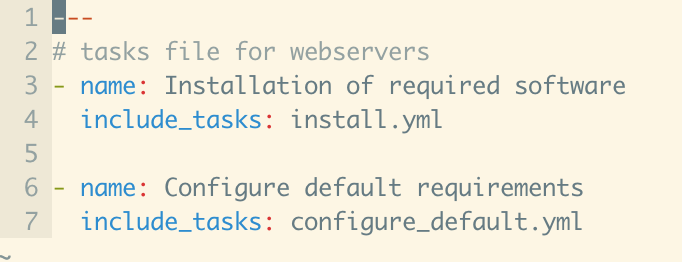 1 ---
2 # tasks file for webservers
3 - name: Installation of required software
4   include_tasks: install.yml
5
6 - name: Configure default requirements
7   include_tasks: configure_default.yml
~